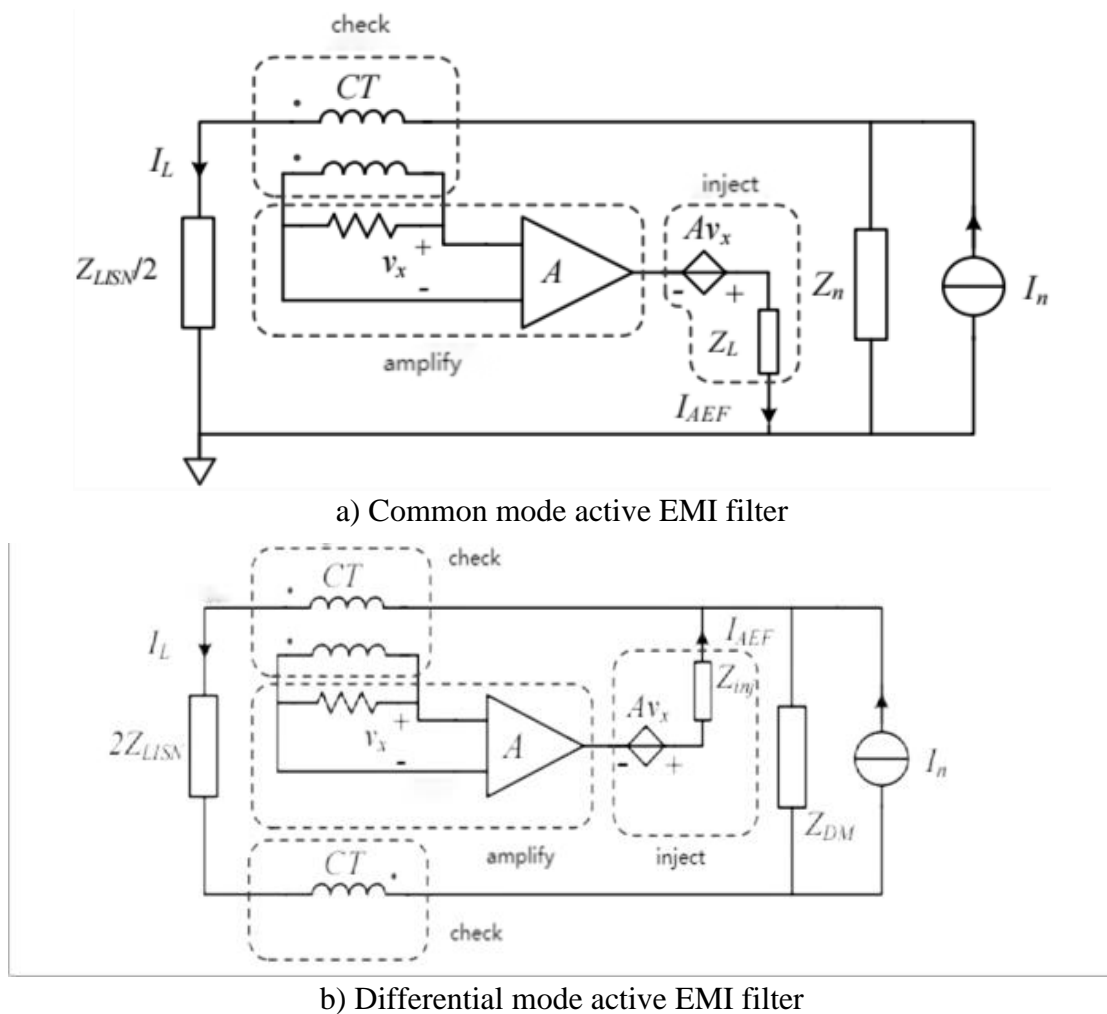 check
CT
I_L
inject
Av_x
Z_LISN/2
+
v_x
-
A
- +
Z_n
I_n
Z_L
amplify
I_AEF
a) Common mode active EMI filter
check
CT
I_L
I_AEF
Z_inj
Av_x
2Z_LISN
+
v_x
-
A
- +
I_n
Z_DM
amplify
inject
CT
check
b) Differential mode active EMI filter